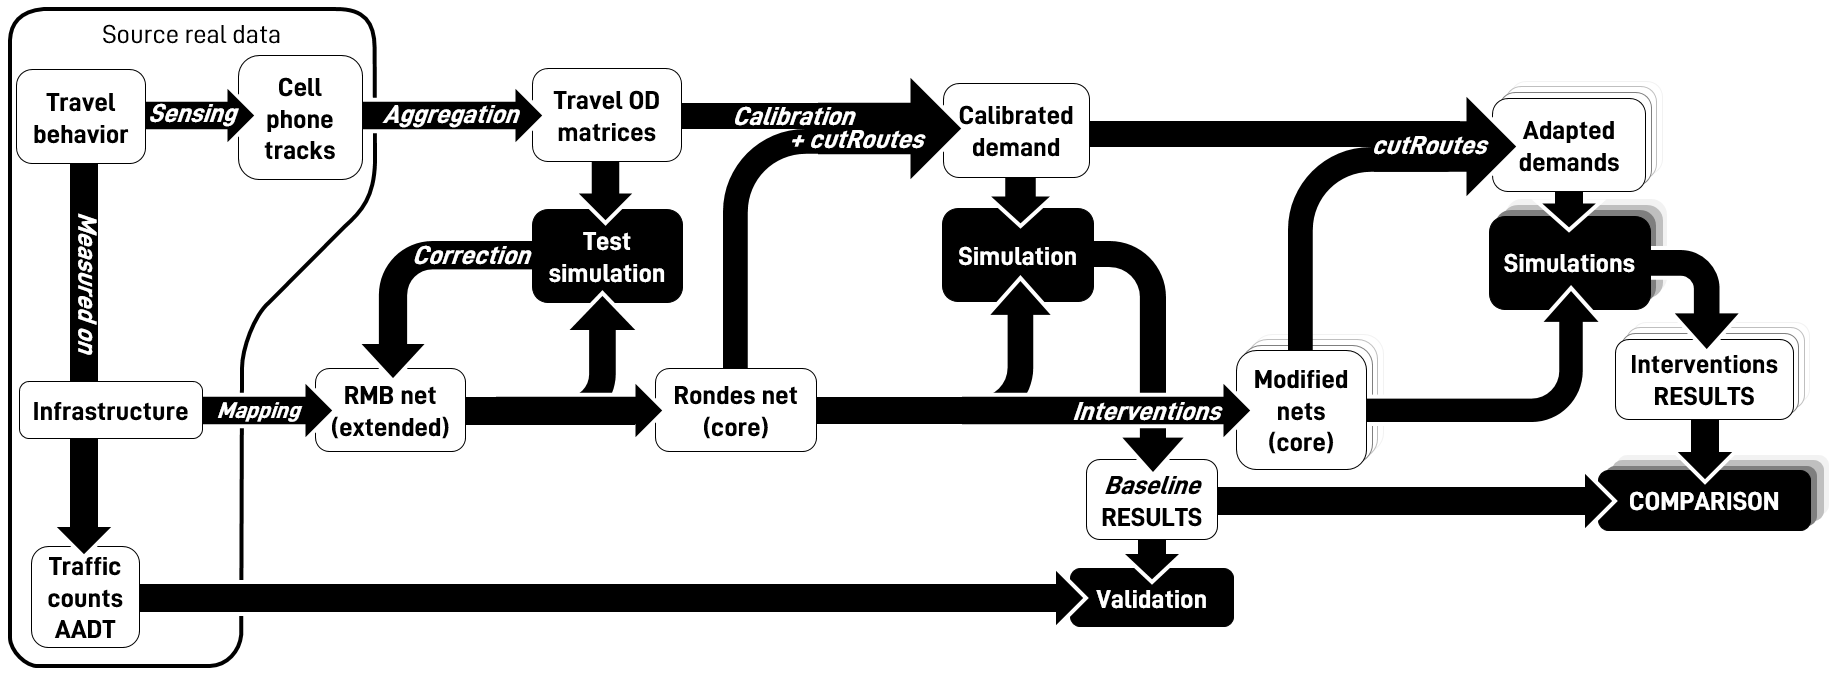 Source real data
Travel
behavior
Sensing
Cell
phone
tracks
Aggregation
Travel OD
matrices
Calibration
+ cutRoutes
Calibrated
demand
cutRoutes
Adapted
demands
Measured on
Correction
Test
simulation
Simulation
Simulations
Infrastructure
Mapping
RMB net
(extended)
Rondes net
(core)
Interventions
Modified
nets
(core)
Interventions
RESULTS
Baseline
RESULTS
COMPARISON
Traffic
counts
AADT
Validation